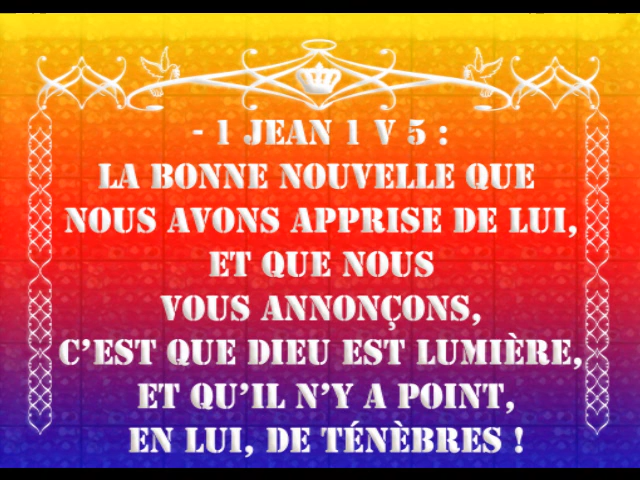 - 1 JEAN 1 V 5 :
LA BONNE NOUVELLE QUE
NOUS AVONS APPRISE DE LUI,
ET QUE NOUS
VOUS ANNONÇONS,
C'EST QUE DIEU EST LUMIÈRE,
ET QU'IL N'Y A POINT,
EN LUI, DE TÉNÈBRES !